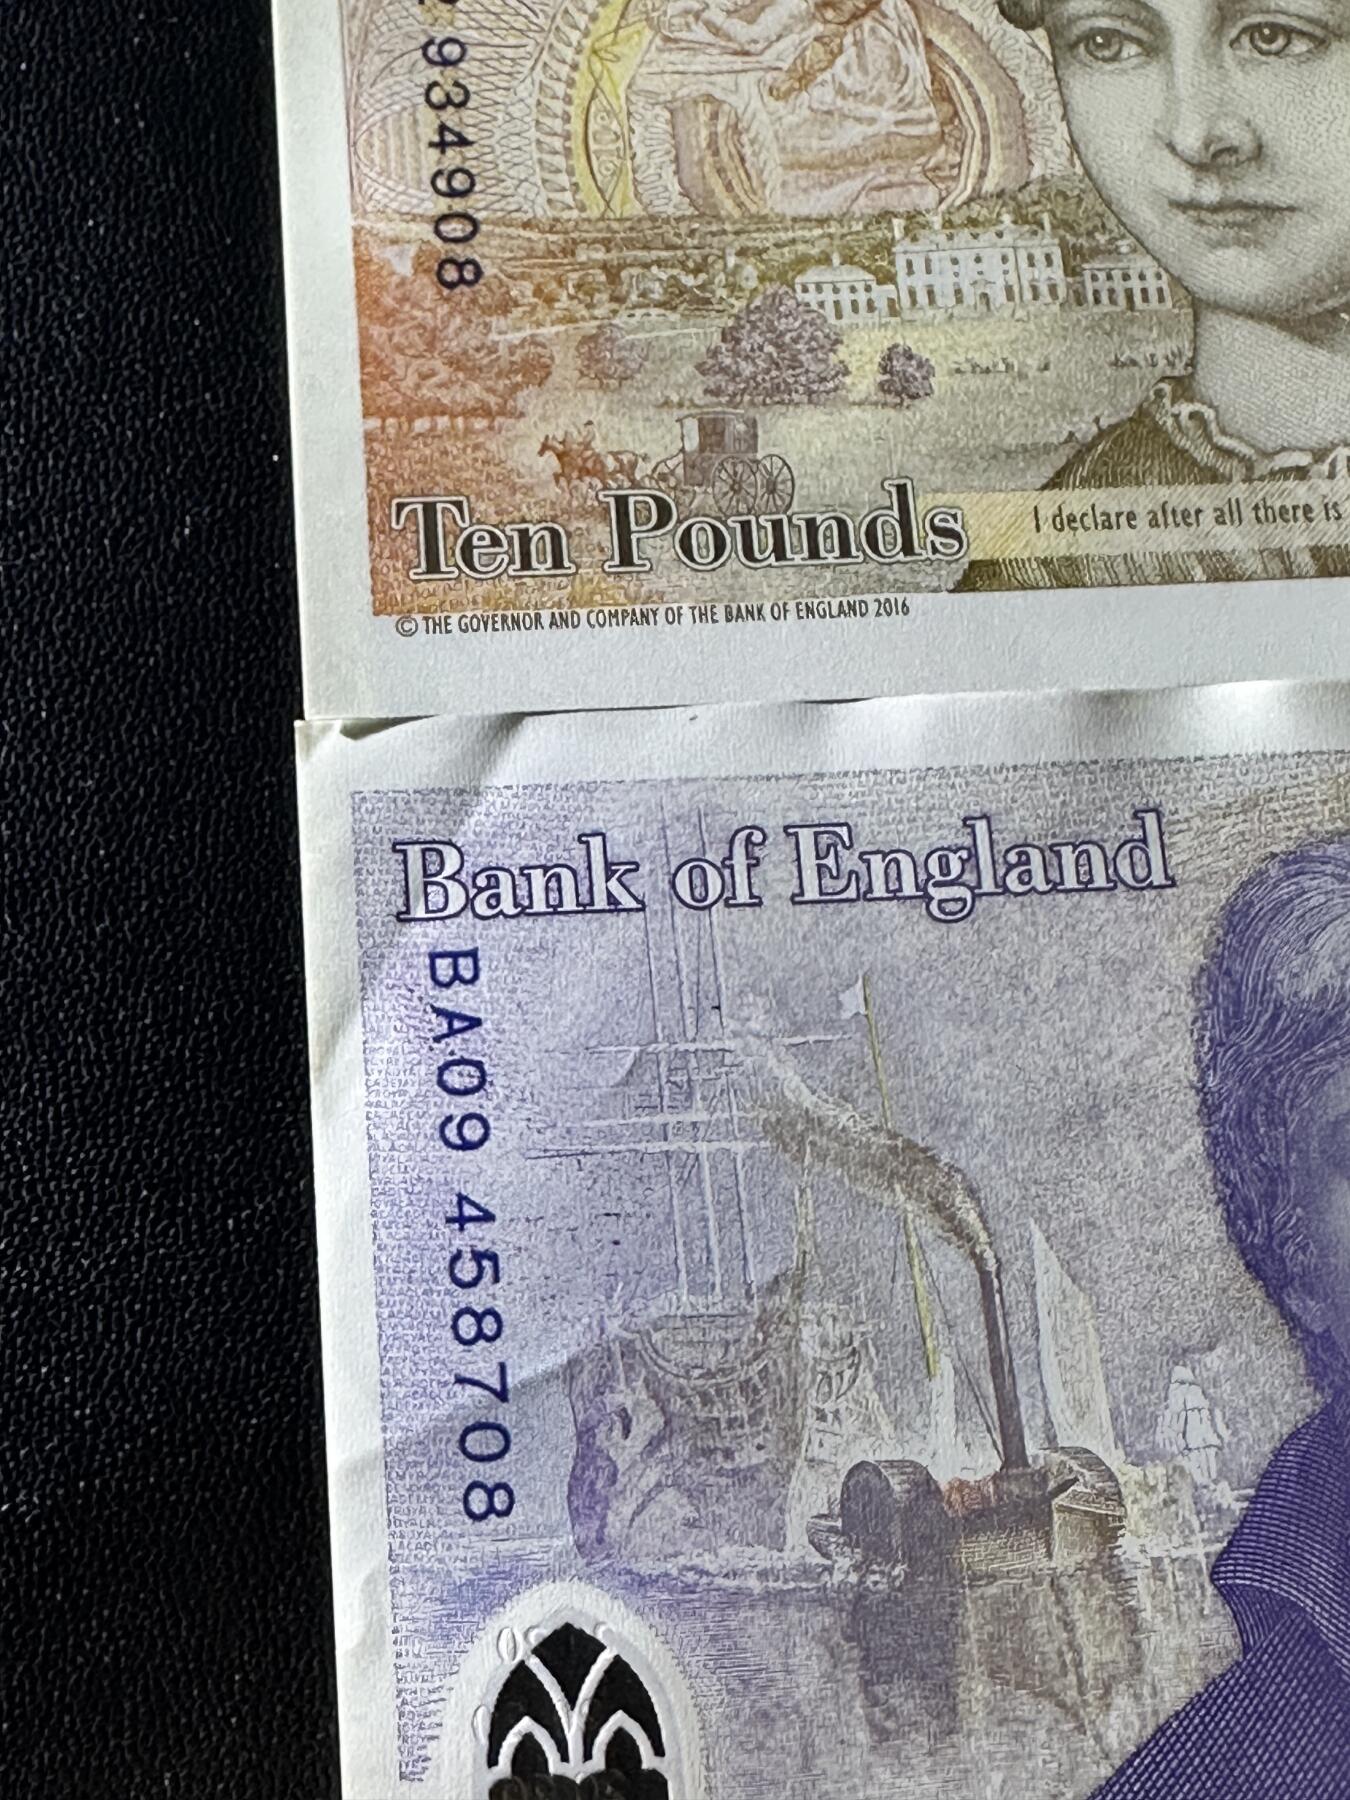 934908
Ten Pounds
I declare after all there is
© THE GOVERNOR AND COMPANY OF THE BANK OF ENGLAND 2016
Bank of England
BA09 458708